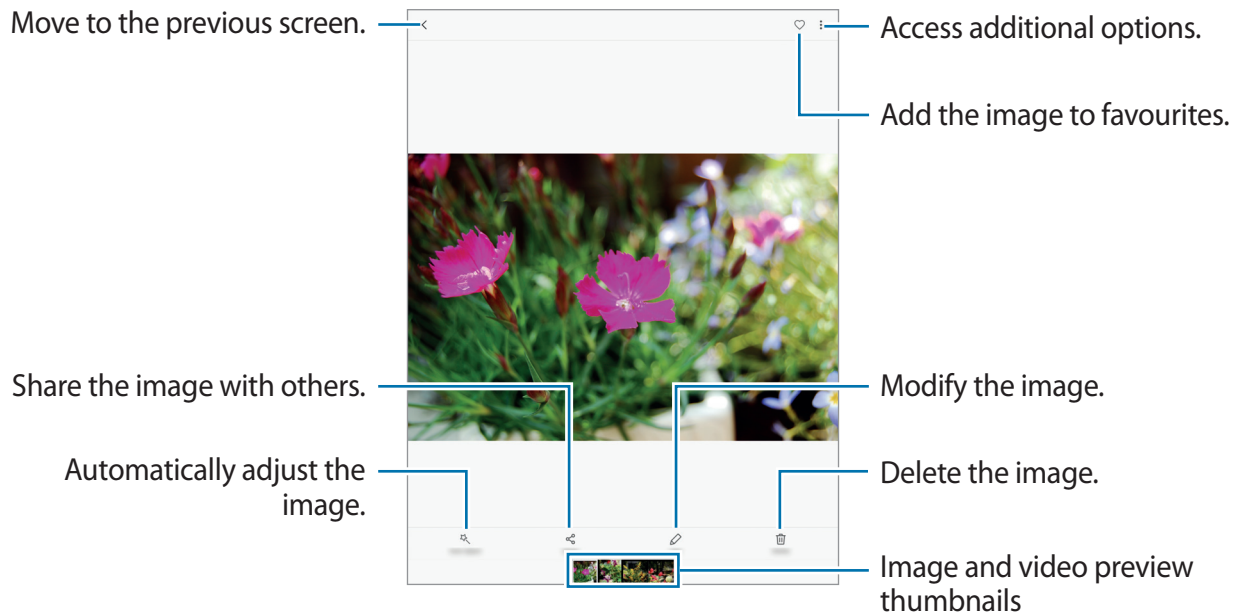 Move to the previous screen.
Access additional options.
Add the image to favourites.
Share the image with others.
Modify the image.
Automatically adjust the
image.
Delete the image.
Image and video preview
thumbnails